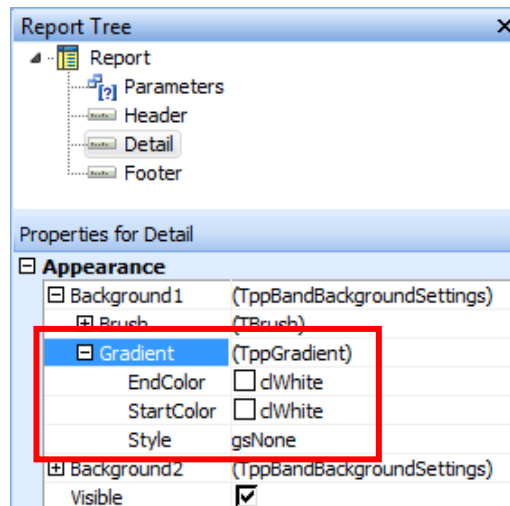 Report Tree
Report
Parameters
Header
Detail
Footer
Properties for Detail
Appearance
Background1 (TppBandBackgroundSettings)
Brush (TBrush)
Gradient (TppGradient)
EndColor clWhite
StartColor clWhite
Style gsNone
Background2 (TppBandBackgroundSettings)
Visible